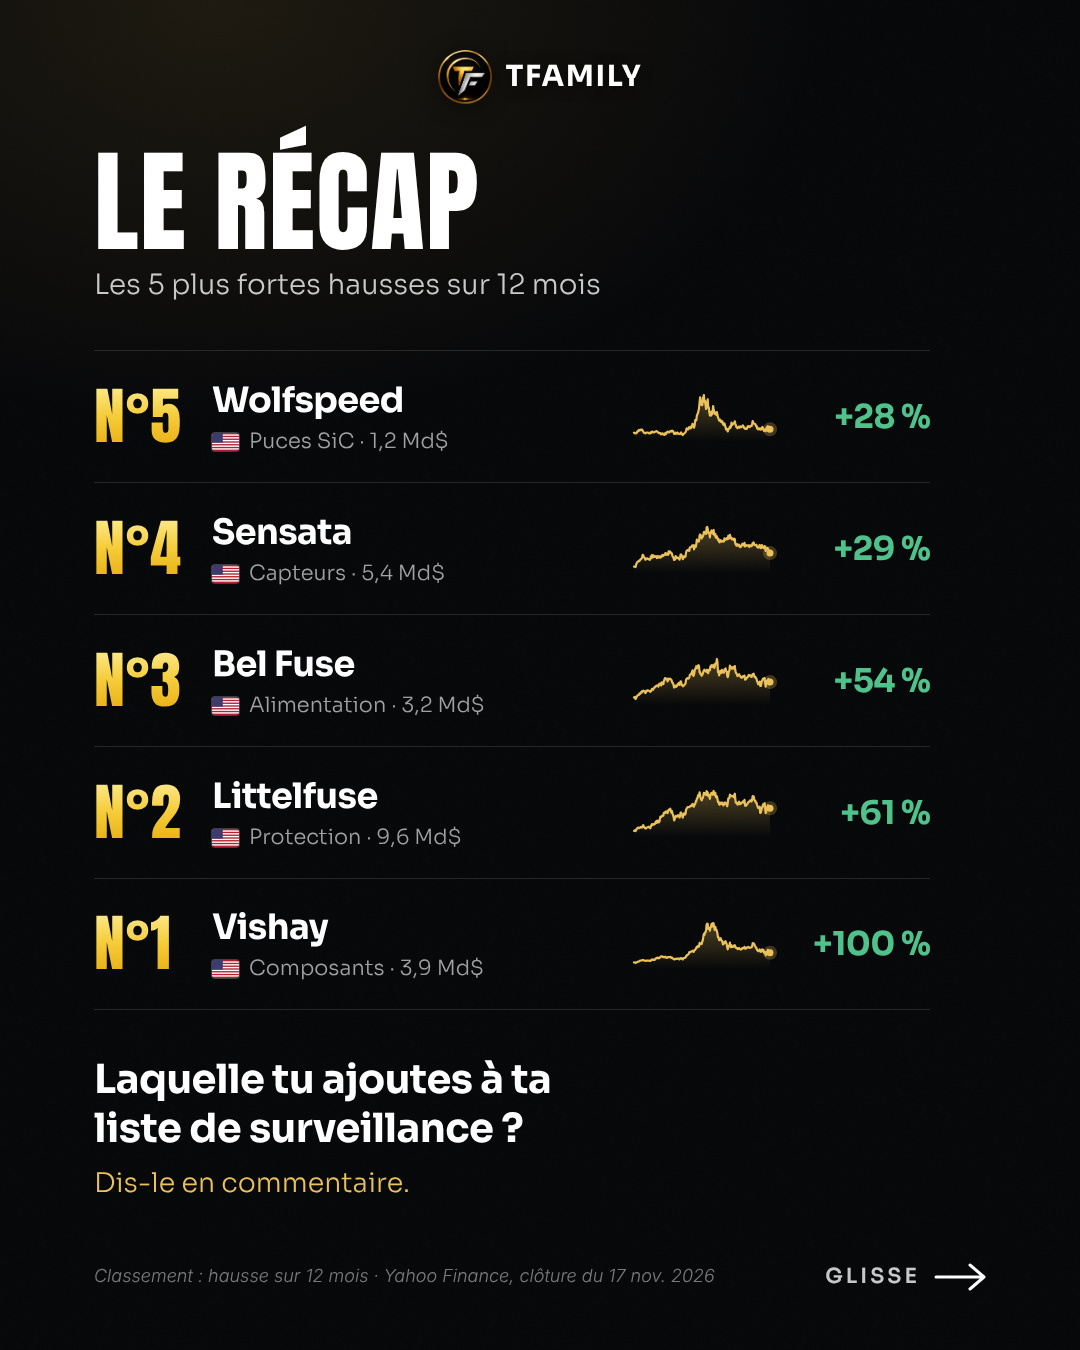 TFAMILY
LE RÉCAP
Les 5 plus fortes hausses sur 12 mois
N°5 Wolfspeed +28 %
Puces SiC · 1,2 Md$
N°4 Sensata +29 %
Capteurs · 5,4 Md$
N°3 Bel Fuse +54 %
Alimentation · 3,2 Md$
N°2 Littelfuse +61 %
Protection · 9,6 Md$
N°1 Vishay +100 %
Composants · 3,9 Md$
Laquelle tu ajoutes à ta
liste de surveillance ?
Dis-le en commentaire.
Classement : hausse sur 12 mois · Yahoo Finance, clôture du 17 nov. 2026
GLISSE